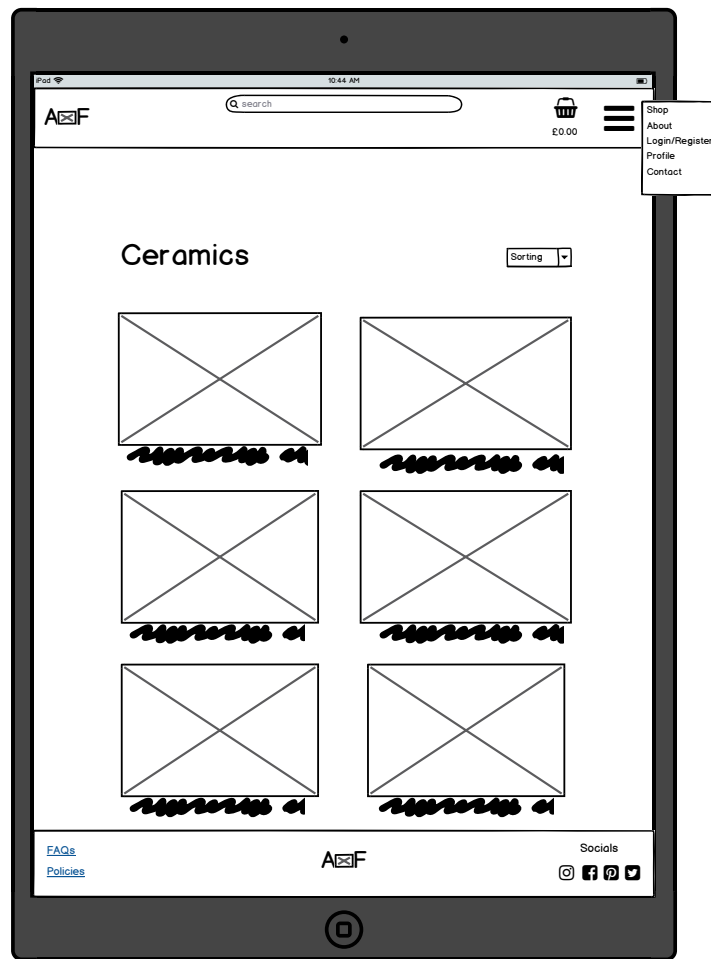 iPad 10:44 AM
A F
search
£0.00
Shop
About
Login/Register
Profile
Contact
Ceramics
Sorting
FAQs
Policies
A F
Socials